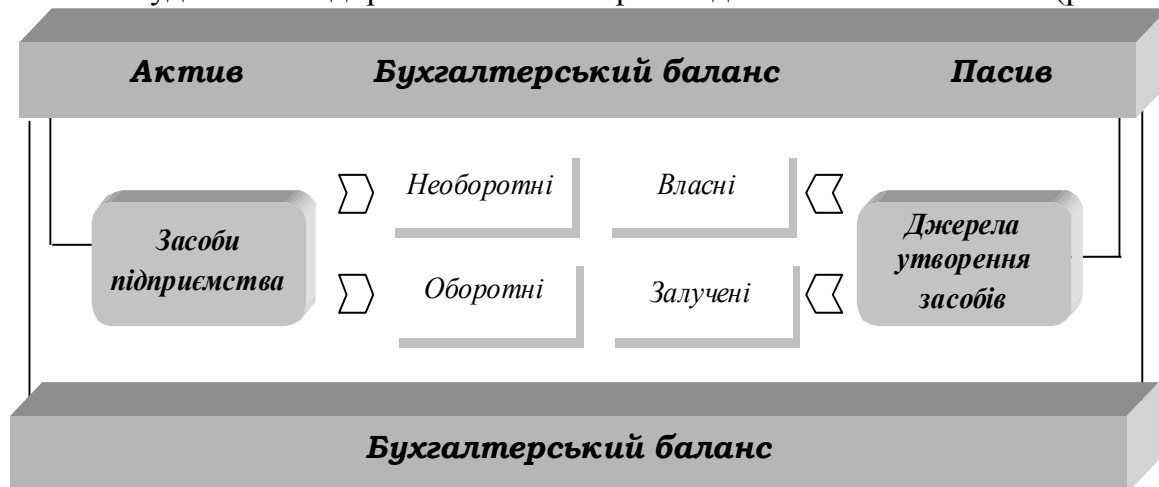 Актив Бухгалтерський баланс Пасив
Необоротні Власні
Засоби
підприємства
Джерела
утворення
засобів
Оборотні Залучені
Бухгалтерський баланс